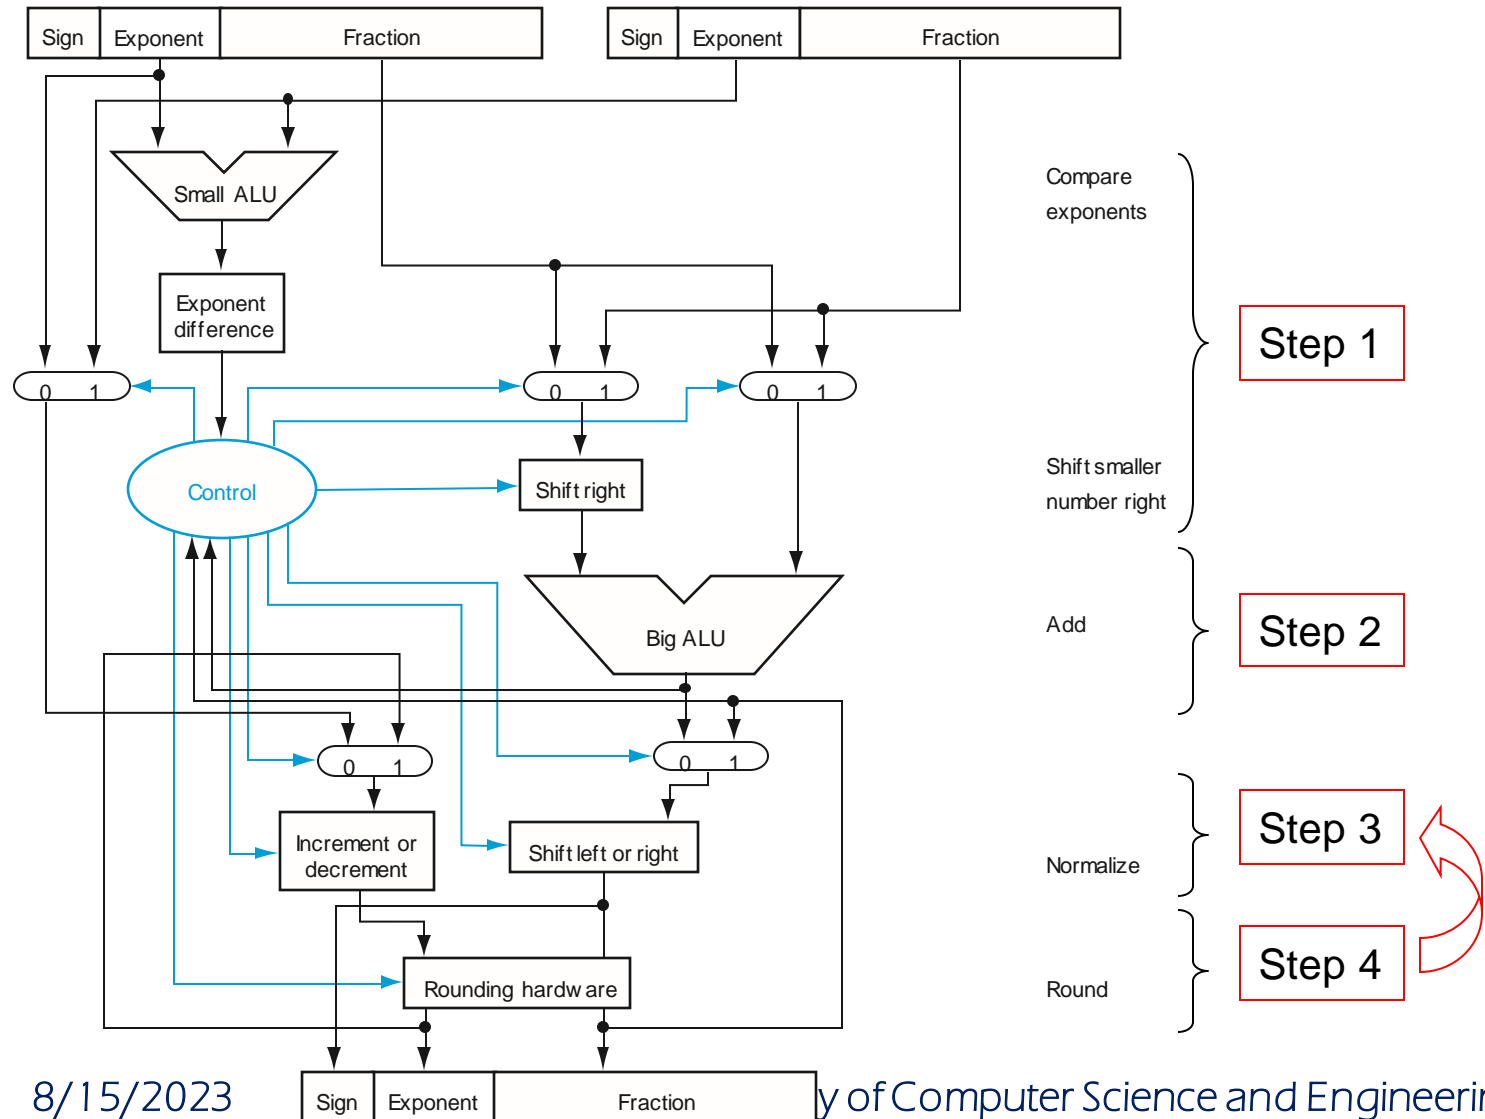 Sign Exponent Fraction Sign Exponent Fraction
Small ALU
Compare
exponents
Exponent
difference
Step 1
0 1 0 1 0 1
Control
Shift right
Shift smaller
number right
Big ALU
Add
Step 2
0 1 0 1
Increment or
decrement
Shift left or right
Normalize
Step 3
Rounding hardware
Round
Step 4
8/15/2023
Sign Exponent Fraction
y of Computer Science and Engineerin